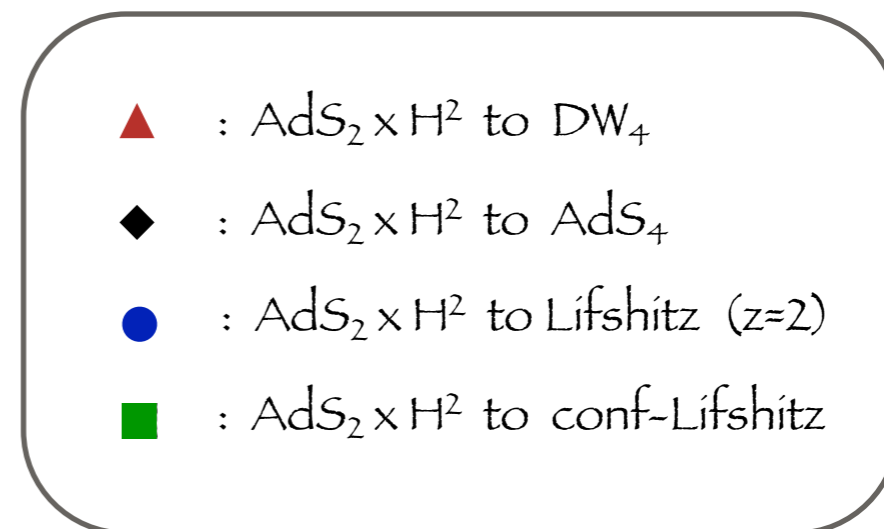 : AdS₂ x H² to DW₄
: AdS₂ x H² to AdS₄
: AdS₂ x H² to Lifshitz (z=2)
: AdS₂ x H² to conf-Lifshitz